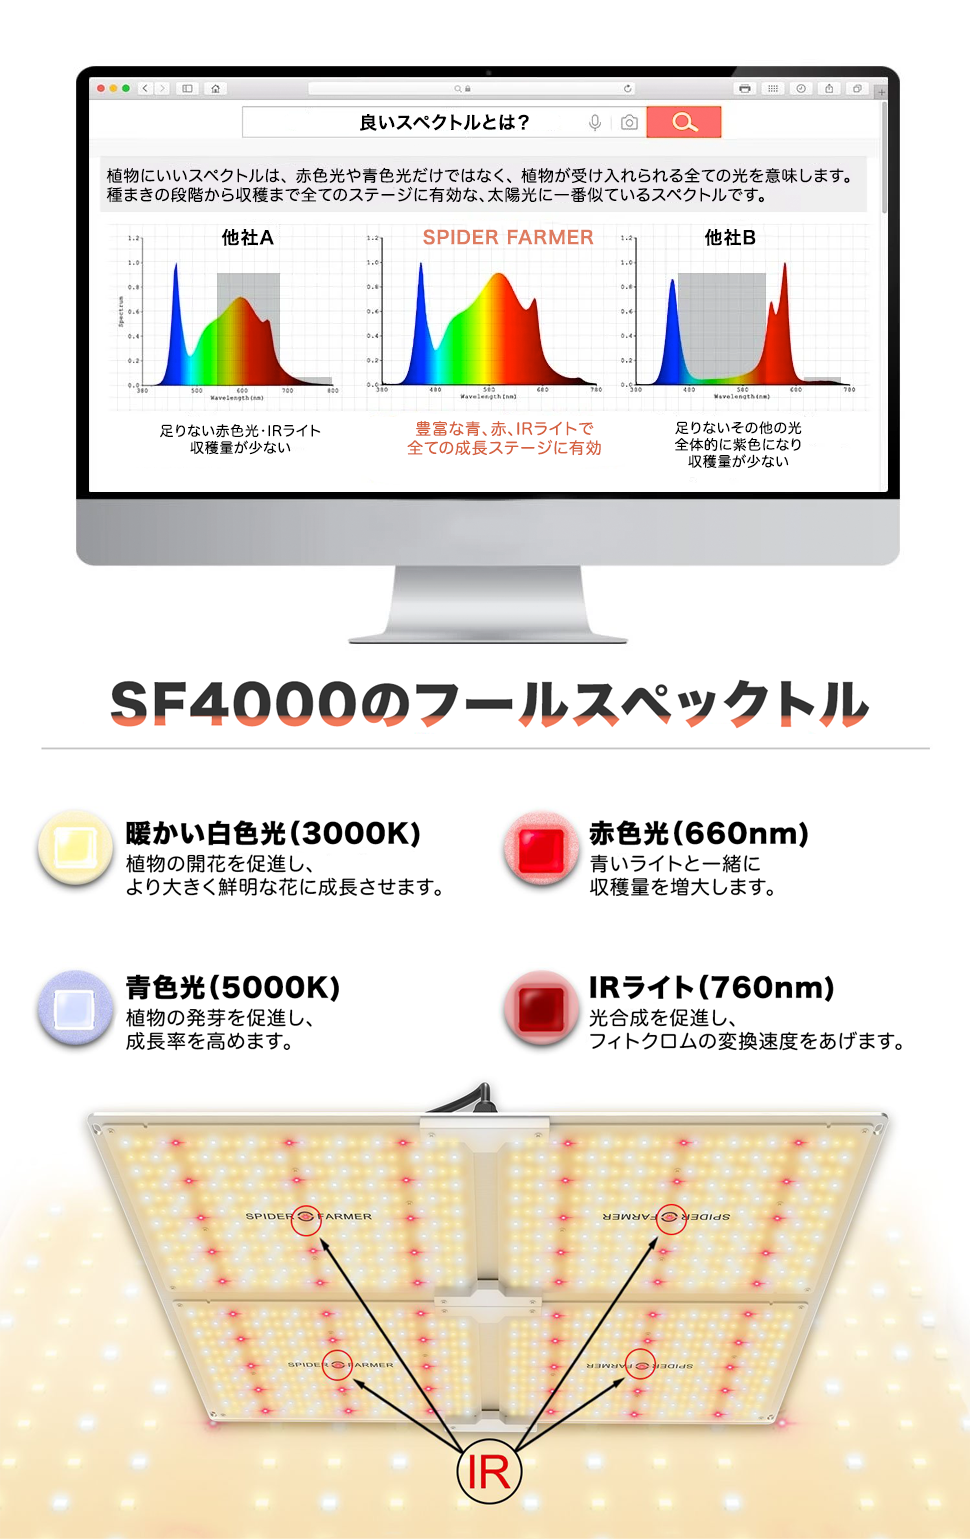 良いスペクトルとは？
植物にいいスペクトルは、赤色光や青色光だけではなく、植物が受け入れられる全ての光を意味します。
種まきの段階から収穫まで全てのステージに有効な、太陽光に一番似ているスペクトルです。
他社A
1.2
1.0
0.8
0.6
0.4
0.2
0.0
Spectrum
500
600
700
800
Wavelength(nm)
足りない赤色光・IRライト
収穫量が少ない
SPIDER FARMER
1.2
1.0
0.8
0.6
0.4
0.2
0.0
Wavelength(nm)
豊富な青、赤、IRライトで
全ての成長ステージに有効
他社B
1.2
1.0
0.8
0.6
0.4
0.2
0.0
Wavelength(nm)
足りないその他の光
全体的に紫色になり
収穫量が少ない
SF4000のフールスペックトル
暖かい白色光（3000K）
植物の開花を促進し、
より大きく鮮明な花に成長させます。
赤色光（660nm）
青いライトと一緒に
収穫量を増大します。
青色光（5000K）
植物の発芽を促進し、
成長率を高めます。
IRライト（760nm）
光合成を促進し、
フィトクロムの変換速度をあげます。
SPIDER FARMER
SPIDER FARMER
SPIDER FARMER
SPIDER FARMER
IR